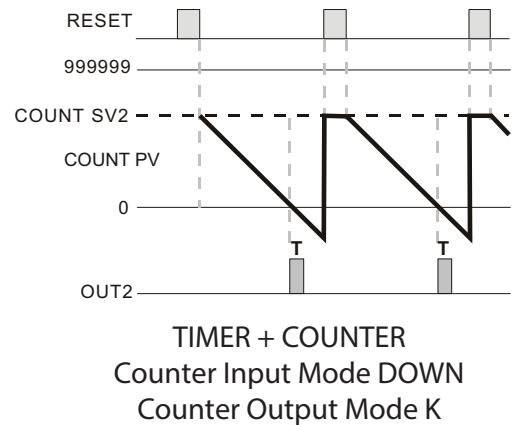 RESET
999999
COUNT SV2
COUNT PV
0
T T
OUT2
TIMER + COUNTER
Counter Input Mode DOWN
Counter Output Mode K